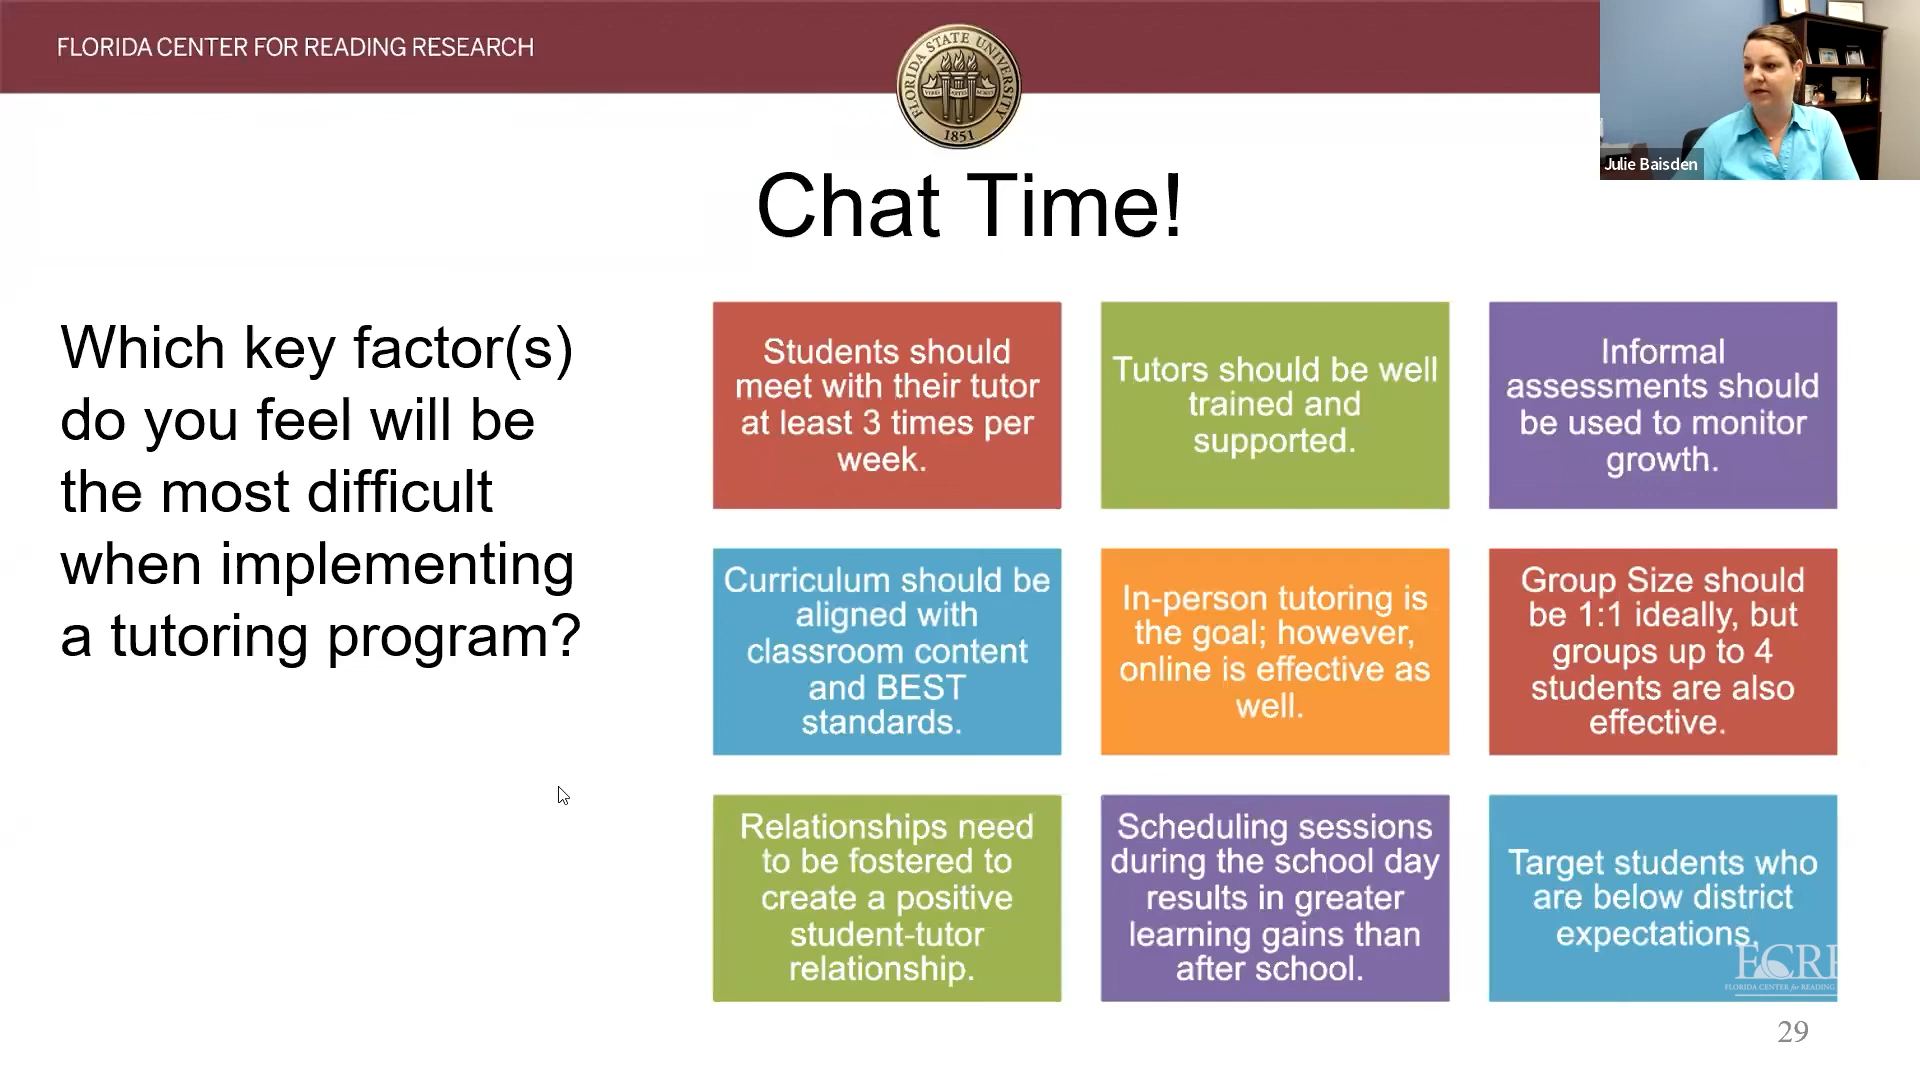 FLORIDA CENTER FOR READING RESEARCH
FLORIDA STATE UNIVERSITY
1851
Julie Baisden
Chat Time!
Which key factor(s)
do you feel will be
the most difficult
when implementing
a tutoring program?
Students should
meet with their tutor
at least 3 times per
week.
Tutors should be well
trained and
supported.
Informal
assessments should
be used to monitor
growth.
Curriculum should be
aligned with
classroom content
and BEST
standards.
In-person tutoring is
the goal; however,
online is effective as
well.
Group Size should
be 1:1 ideally, but
groups up to 4
students are also
effective.
Relationships need
to be fostered to
create a positive
student-tutor
relationship.
Scheduling sessions
during the school day
results in greater
learning gains than
after school.
Target students who
are below district
expectations.
FCRR
FLORIDA CENTER for READING
29